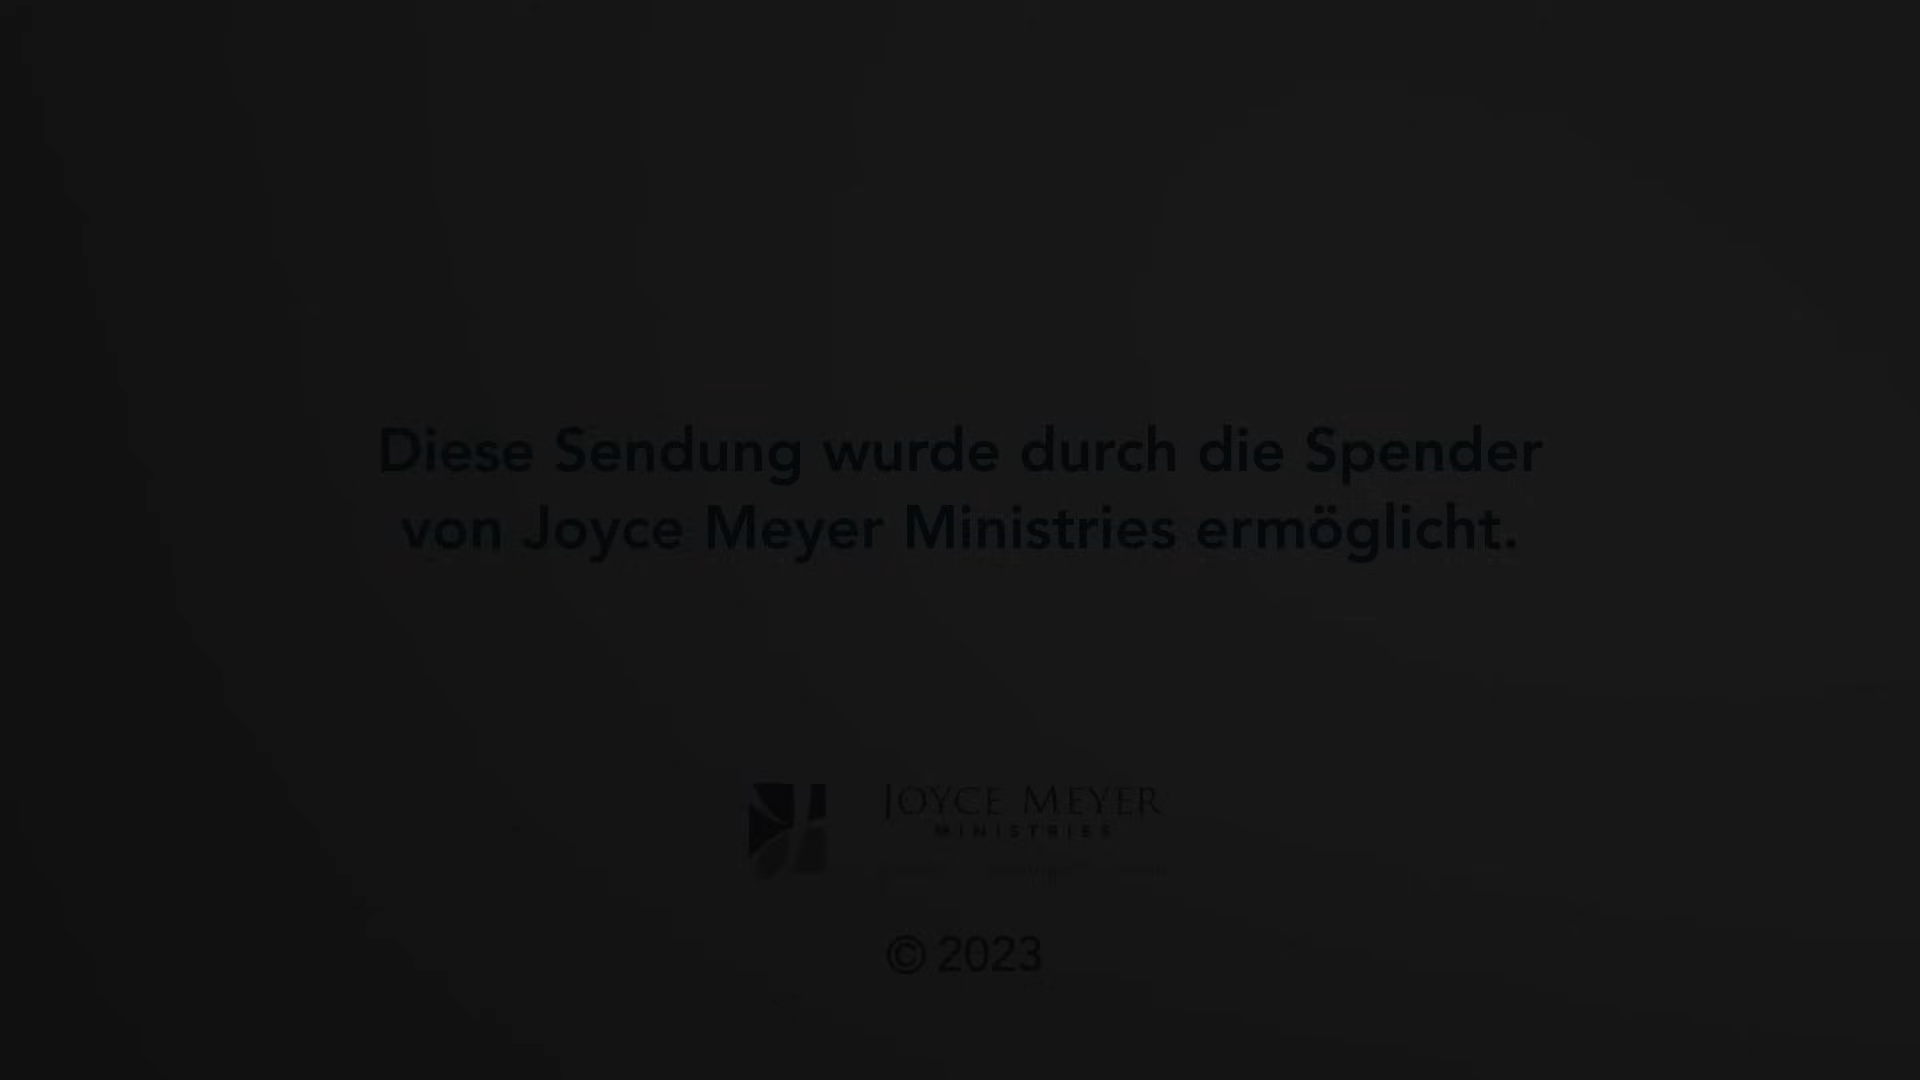 Diese Sendung wurde durch die Spender
von Joyce Meyer Ministries ermöglicht.
JOYCE MEYER
MINISTRIES
© 2023